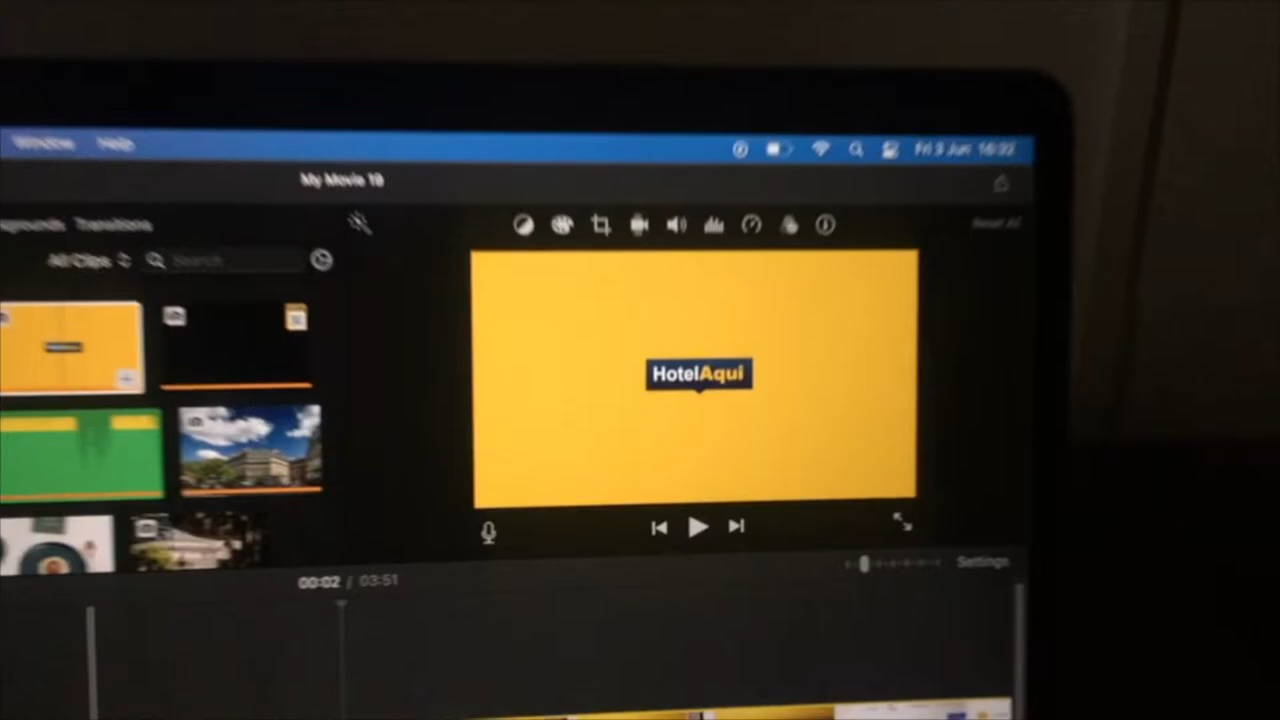 Window Help
Fri 3 Jun
My Movie 19
Transitions
Reset All
All Clips
Search
HotelAqui
00:02 / 03:51
Settings